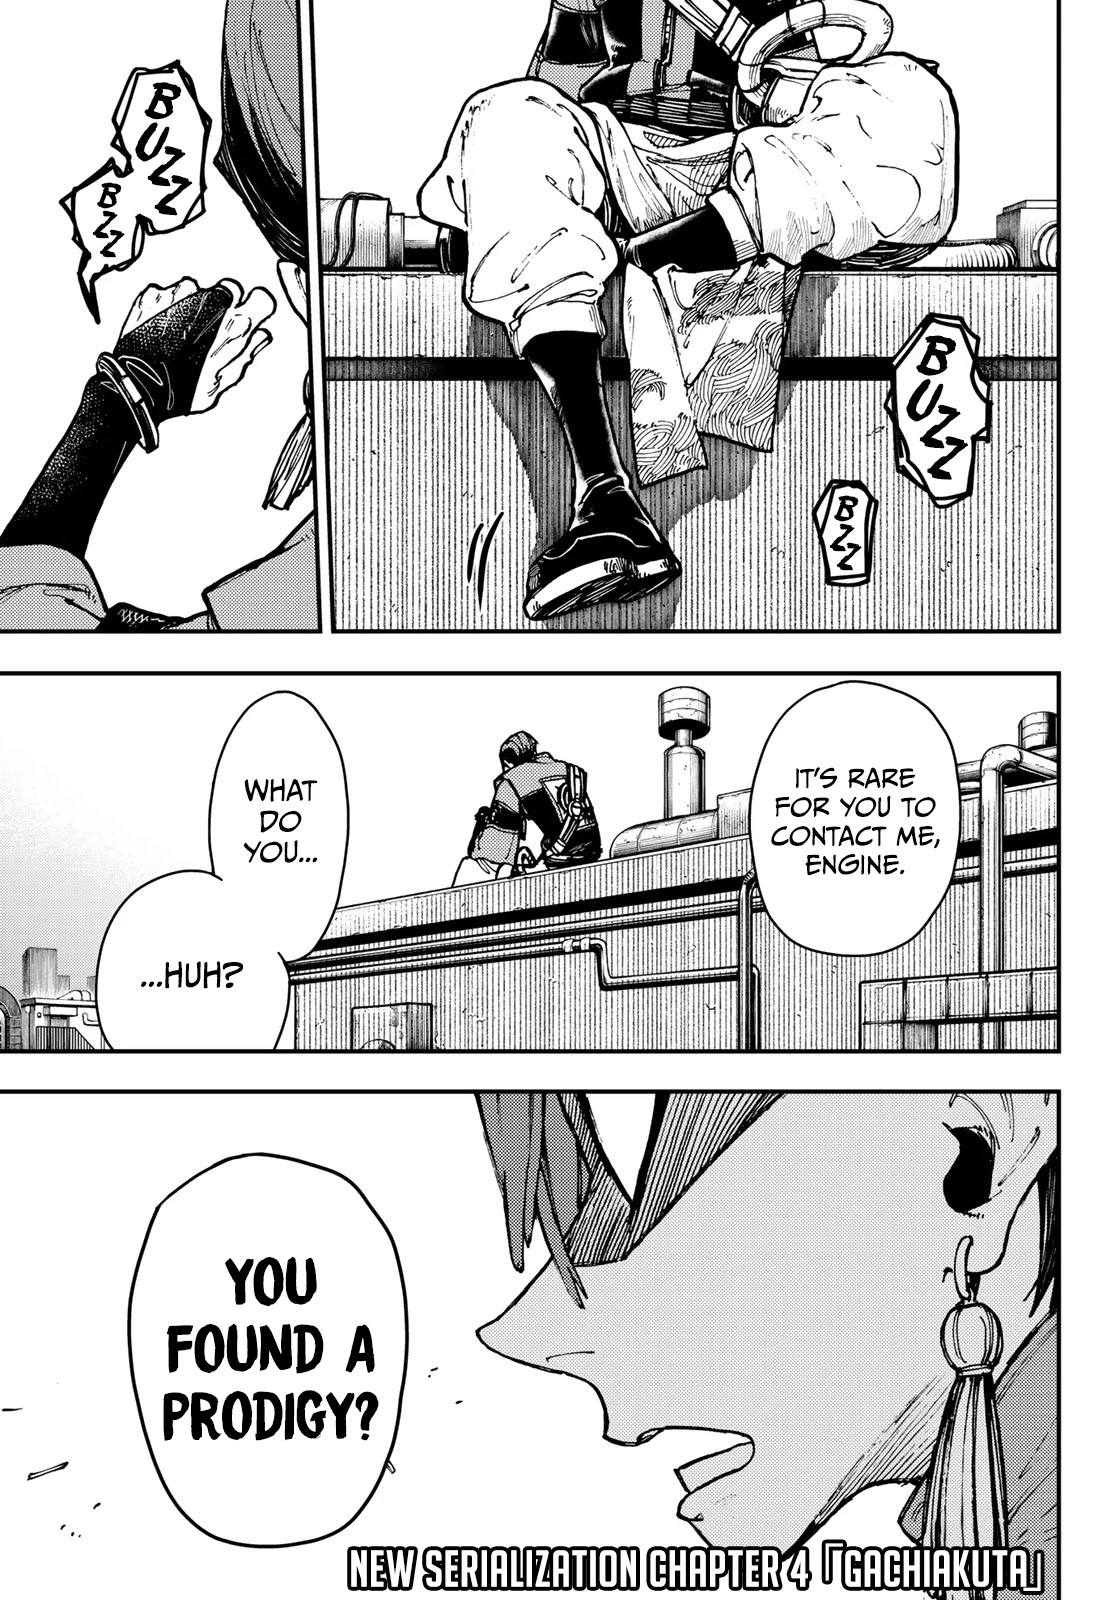 BUZZ
BZZ
BUZZ
BZZ
IT'S RARE
FOR YOU TO
CONTACT ME,
ENGINE.
WHAT
DO
YOU...
...HUH?
YOU
FOUND A
PRODIGY?
NEW SERIALIZATION CHAPTER 4「GACHIAKUTA」